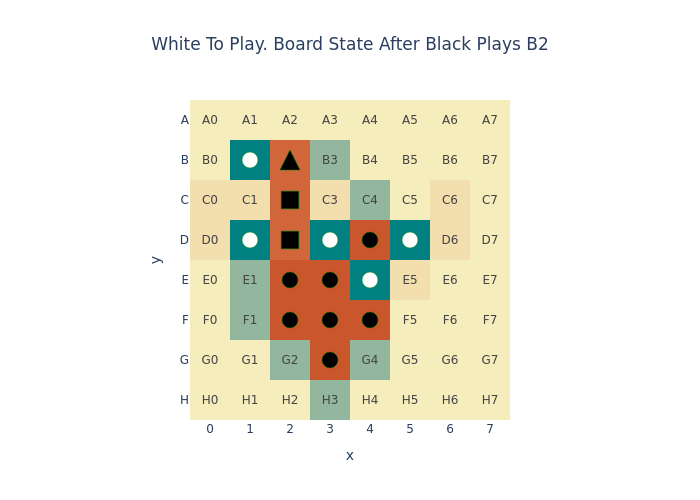 White To Play. Board State After Black Plays B2
A A0 A1 A2 A3 A4 A5 A6 A7
B B0 B3 B4 B5 B6 B7
C C0 C1 C3 C4 C5 C6 C7
D D0 D6 D7
E E0 E1 E5 E6 E7
F F0 F1 F5 F6 F7
G G0 G1 G2 G4 G5 G6 G7
H H0 H1 H2 H3 H4 H5 H6 H7
0 1 2 3 4 5 6 7
x
y